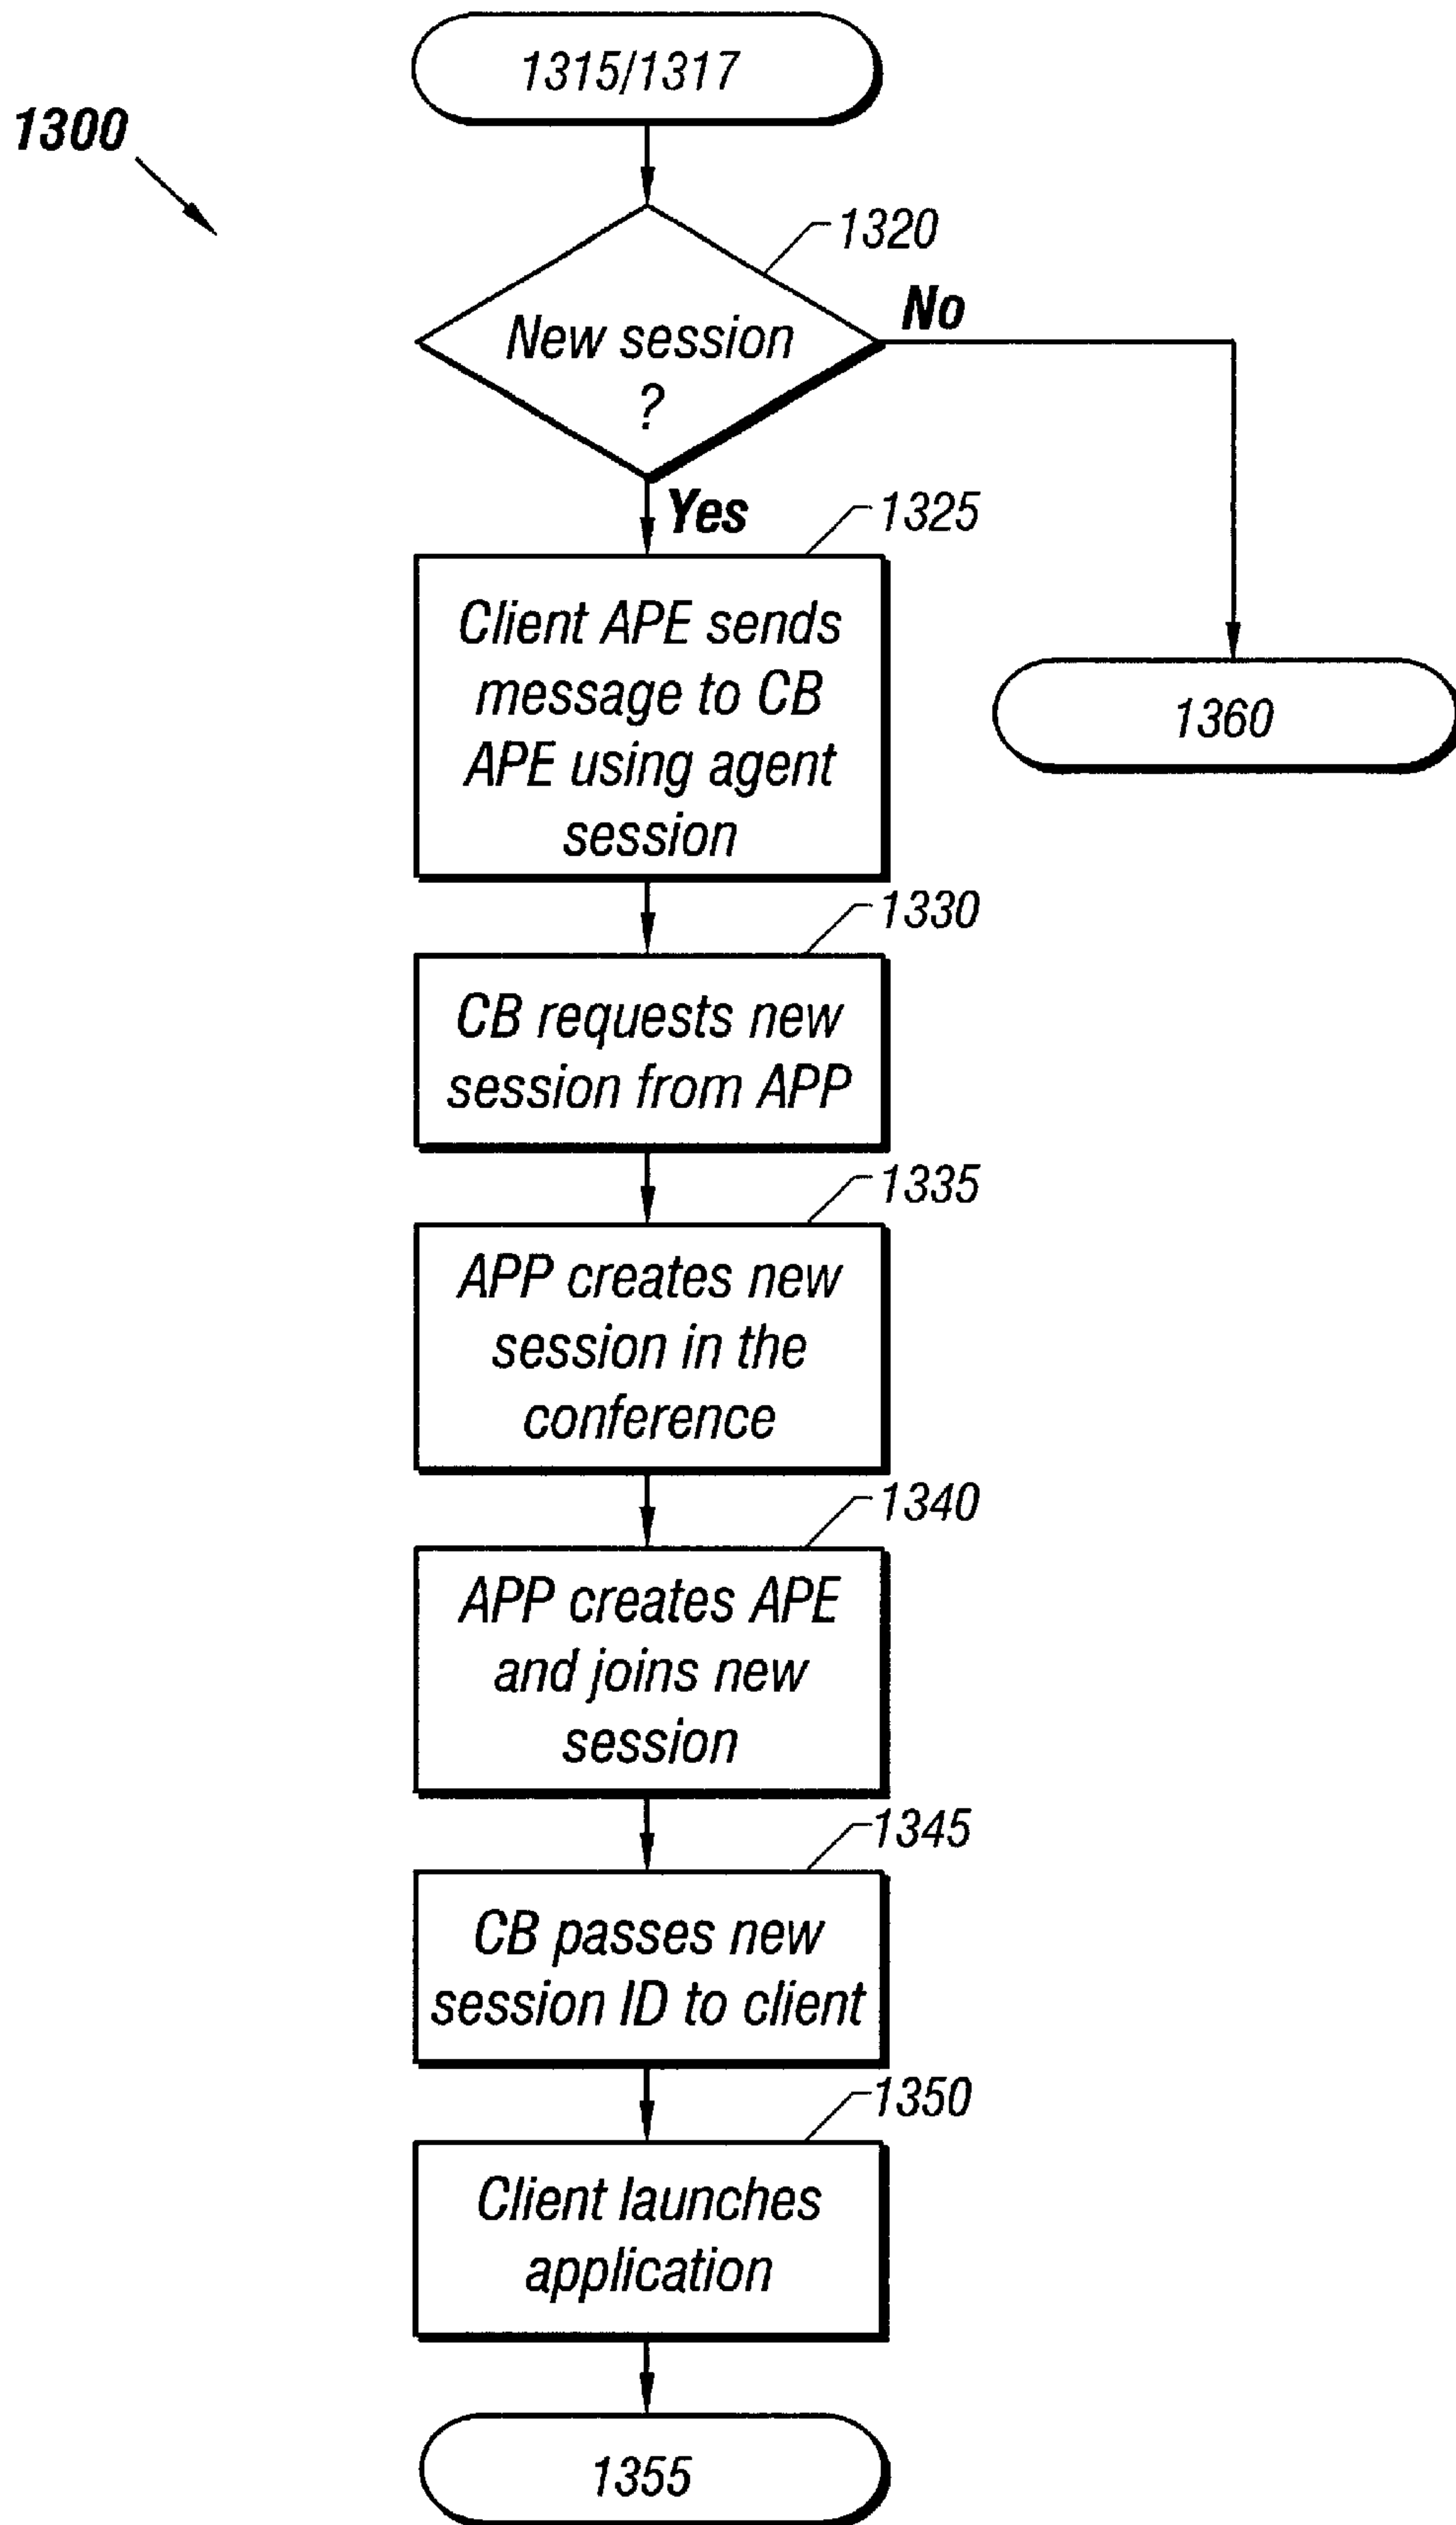 1315/1317
1300
1320
New session
?
No
Yes
1325
Client APE sends
message to CB
APE using agent
session
1360
1330
CB requests new
session from APP
1335
APP creates new
session in the
conference
1340
APP creates APE
and joins new
session
1345
CB passes new
session ID to client
1350
Client launches
application
1355